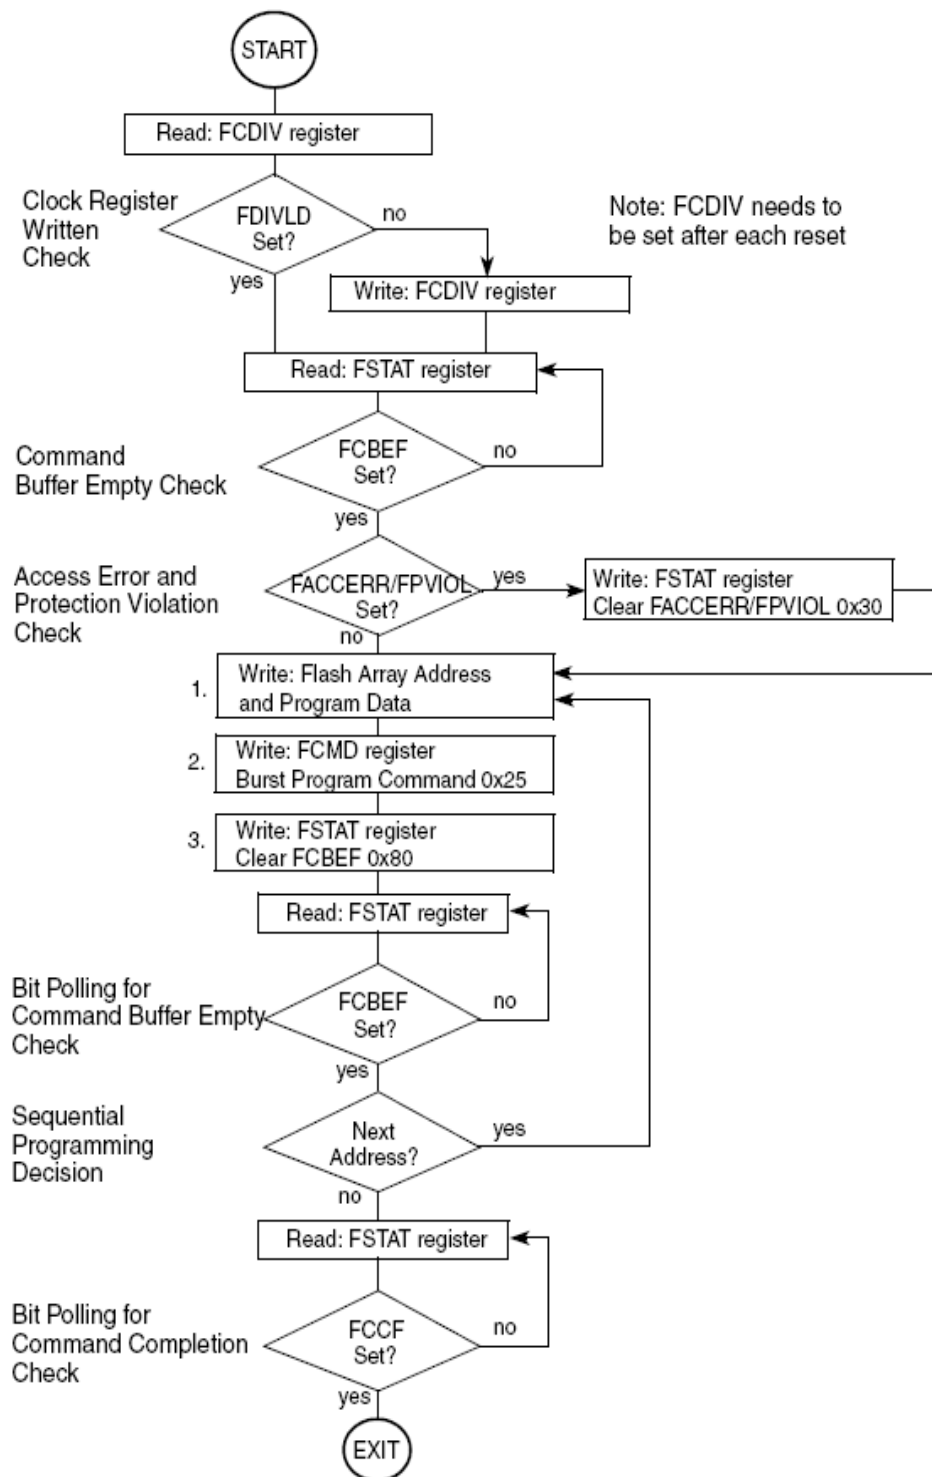 START
Read: FCDIV register
Clock Register
Written
Check
FDIVLD
Set?
no
yes
Note: FCDIV needs to
be set after each reset
Write: FCDIV register
Read: FSTAT register
Command
Buffer Empty Check
FCBEF
Set?
no
yes
Access Error and
Protection Violation
Check
FACCERR/FPVIOL
Set?
yes
no
Write: FSTAT register
Clear FACCERR/FPVIOL 0x30
1.
Write: Flash Array Address
and Program Data
2.
Write: FCMD register
Burst Program Command 0x25
3.
Write: FSTAT register
Clear FCBEF 0x80
Read: FSTAT register
Bit Polling for
Command Buffer Empty
Check
FCBEF
Set?
no
yes
Sequential
Programming
Decision
Next
Address?
yes
no
Read: FSTAT register
Bit Polling for
Command Completion
Check
FCCF
Set?
no
yes
EXIT